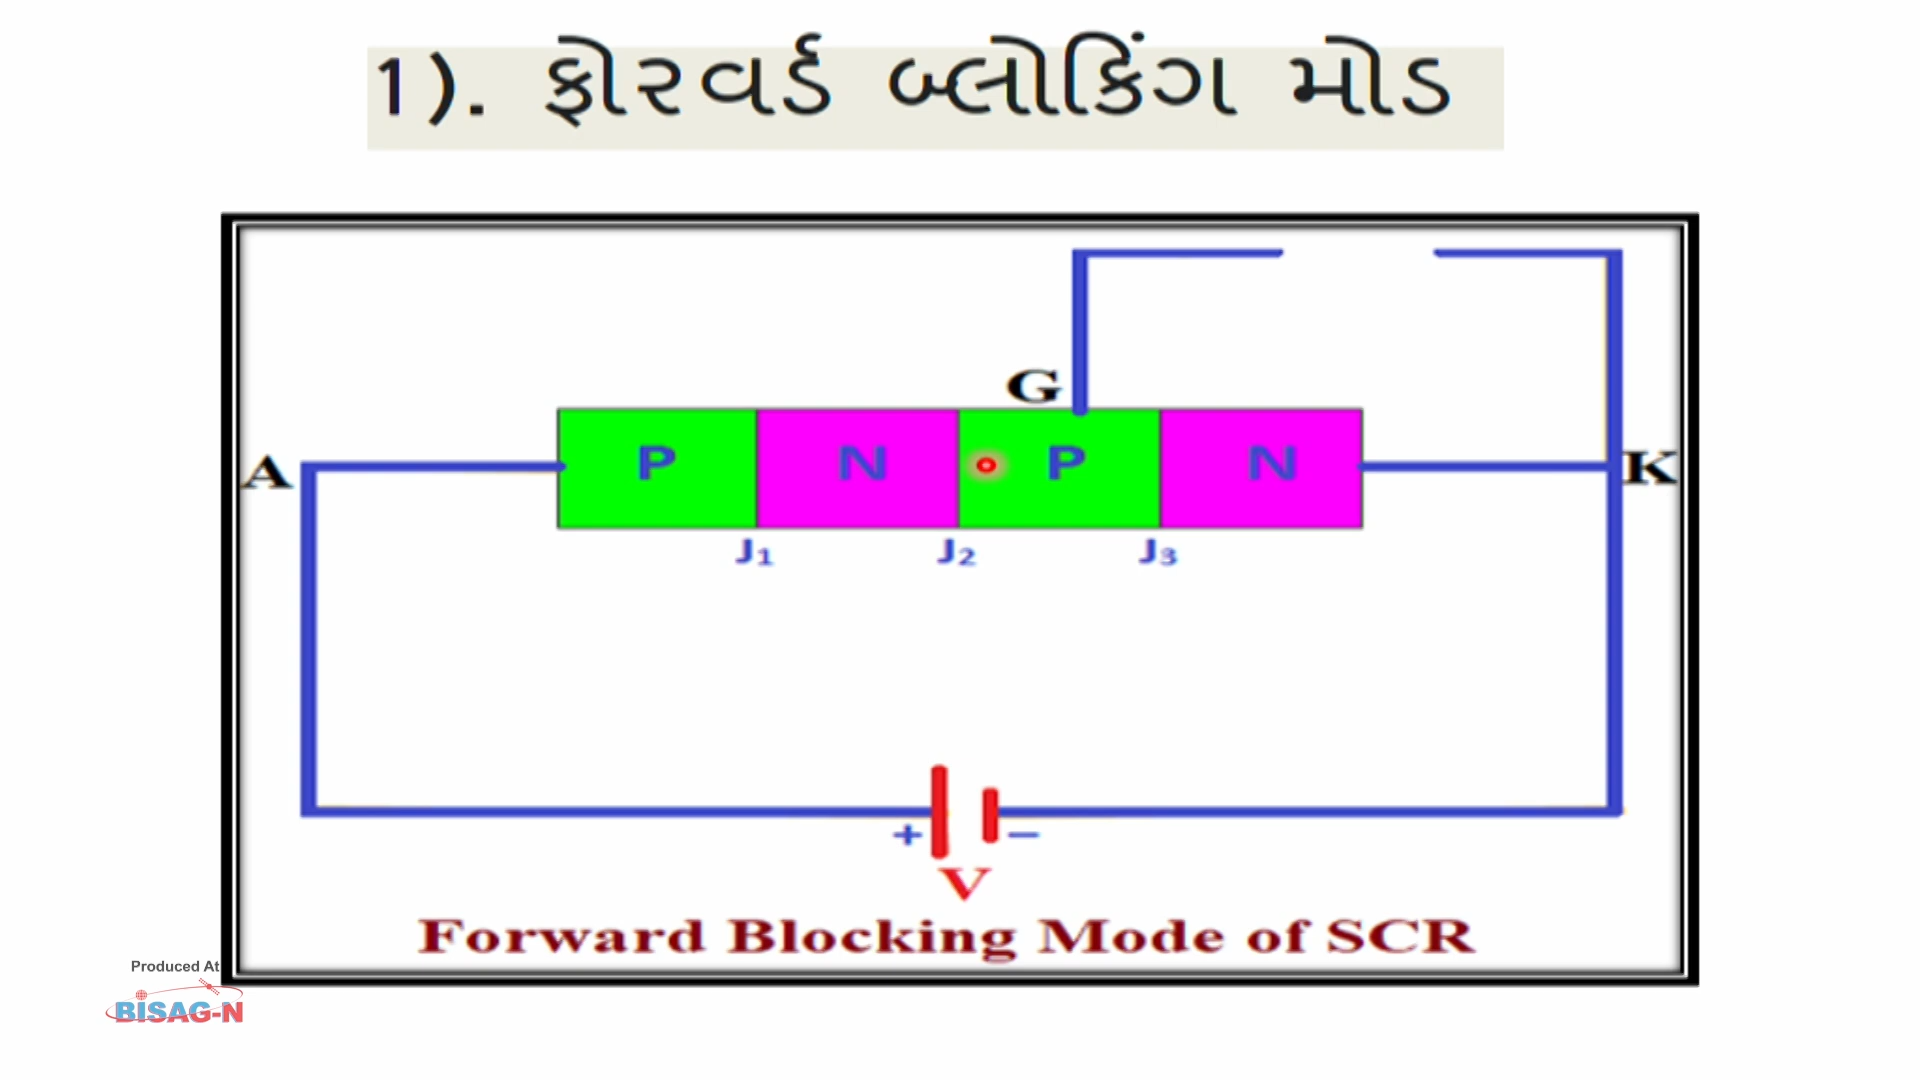 1). ફોરવર્ડ બ્લોકિંગ મોડ
G
A P N P N K
J₁ J₂ J₃
+ −
V
Forward Blocking Mode of SCR
Produced At
BISAG-N